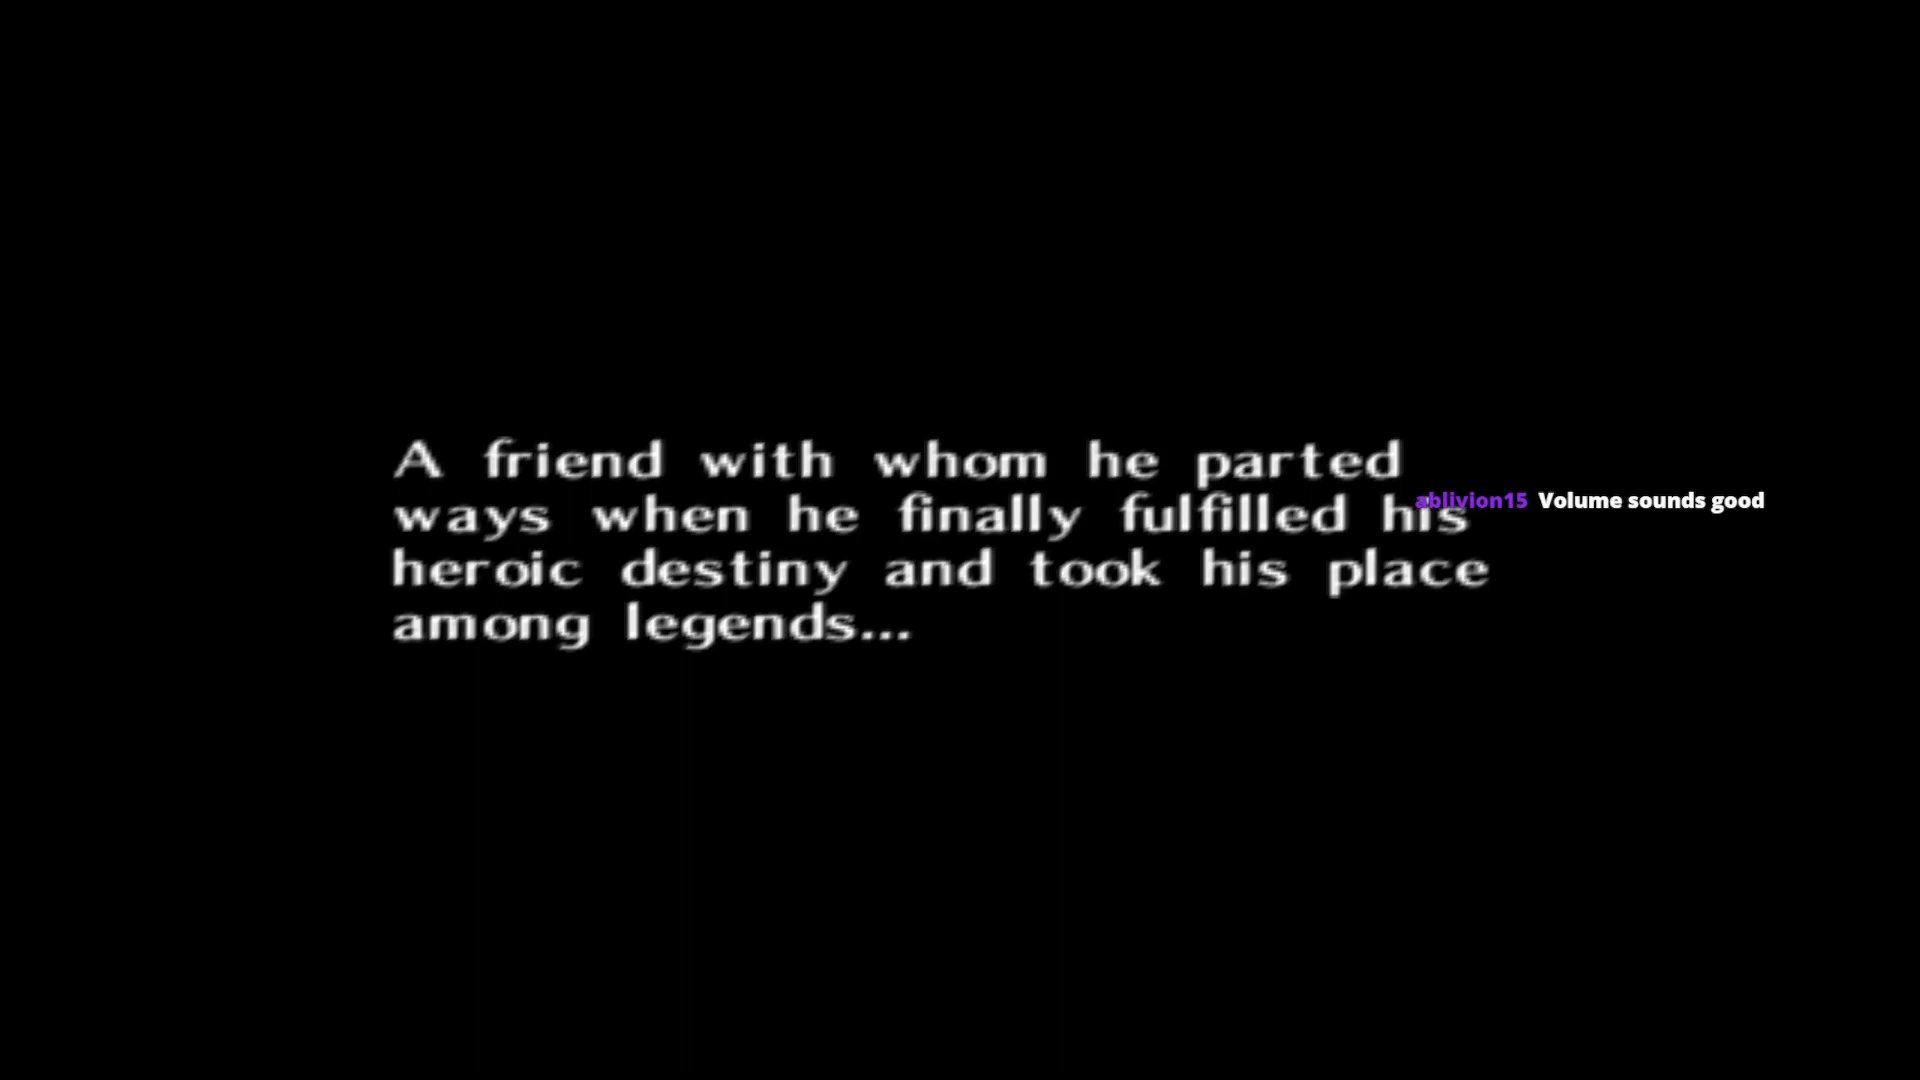 A friend with whom he parted
ways when he finally fulfilled his
ablivion15 Volume sounds good
heroic destiny and took his place
among legends...